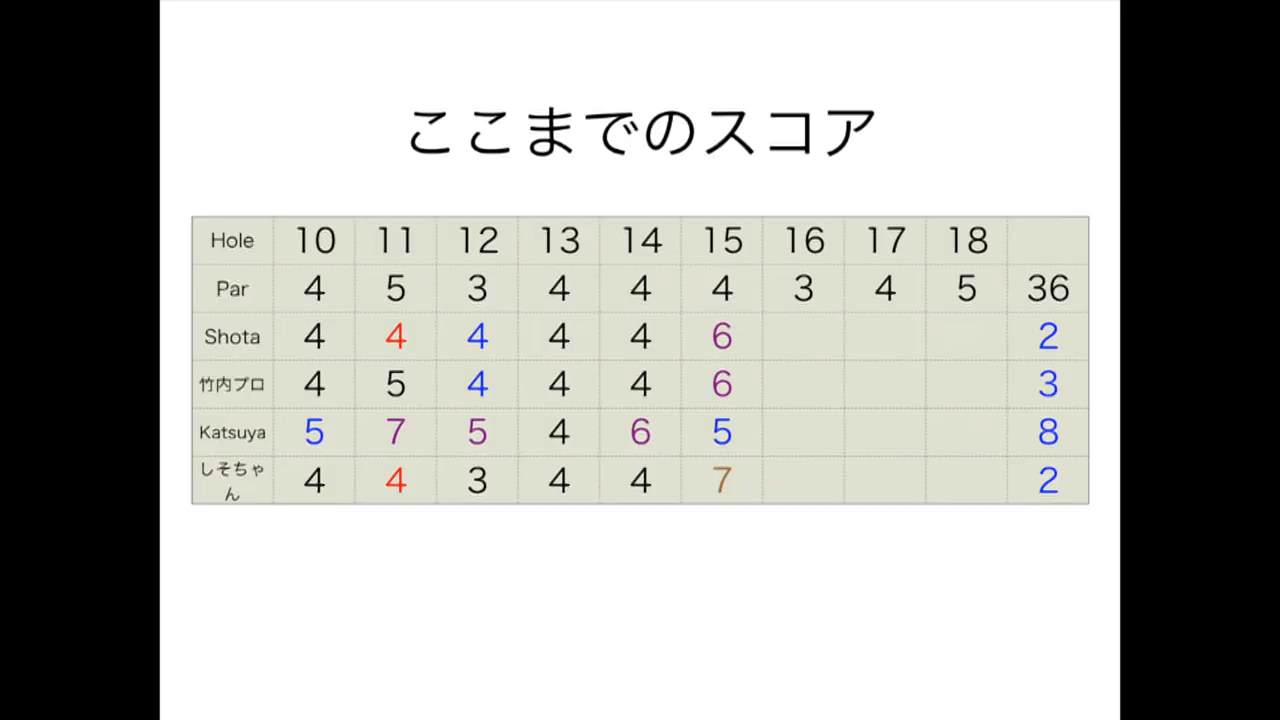 ここまでのスコア
Hole 10 11 12 13 14 15 16 17 18
Par 4 5 3 4 4 4 3 4 5 36
Shota 4 4 4 4 4 6 2
竹内プロ 4 5 4 4 4 6 3
Katsuya 5 7 5 4 6 5 8
しそちゃ
ん 4 4 3 4 4 7 2